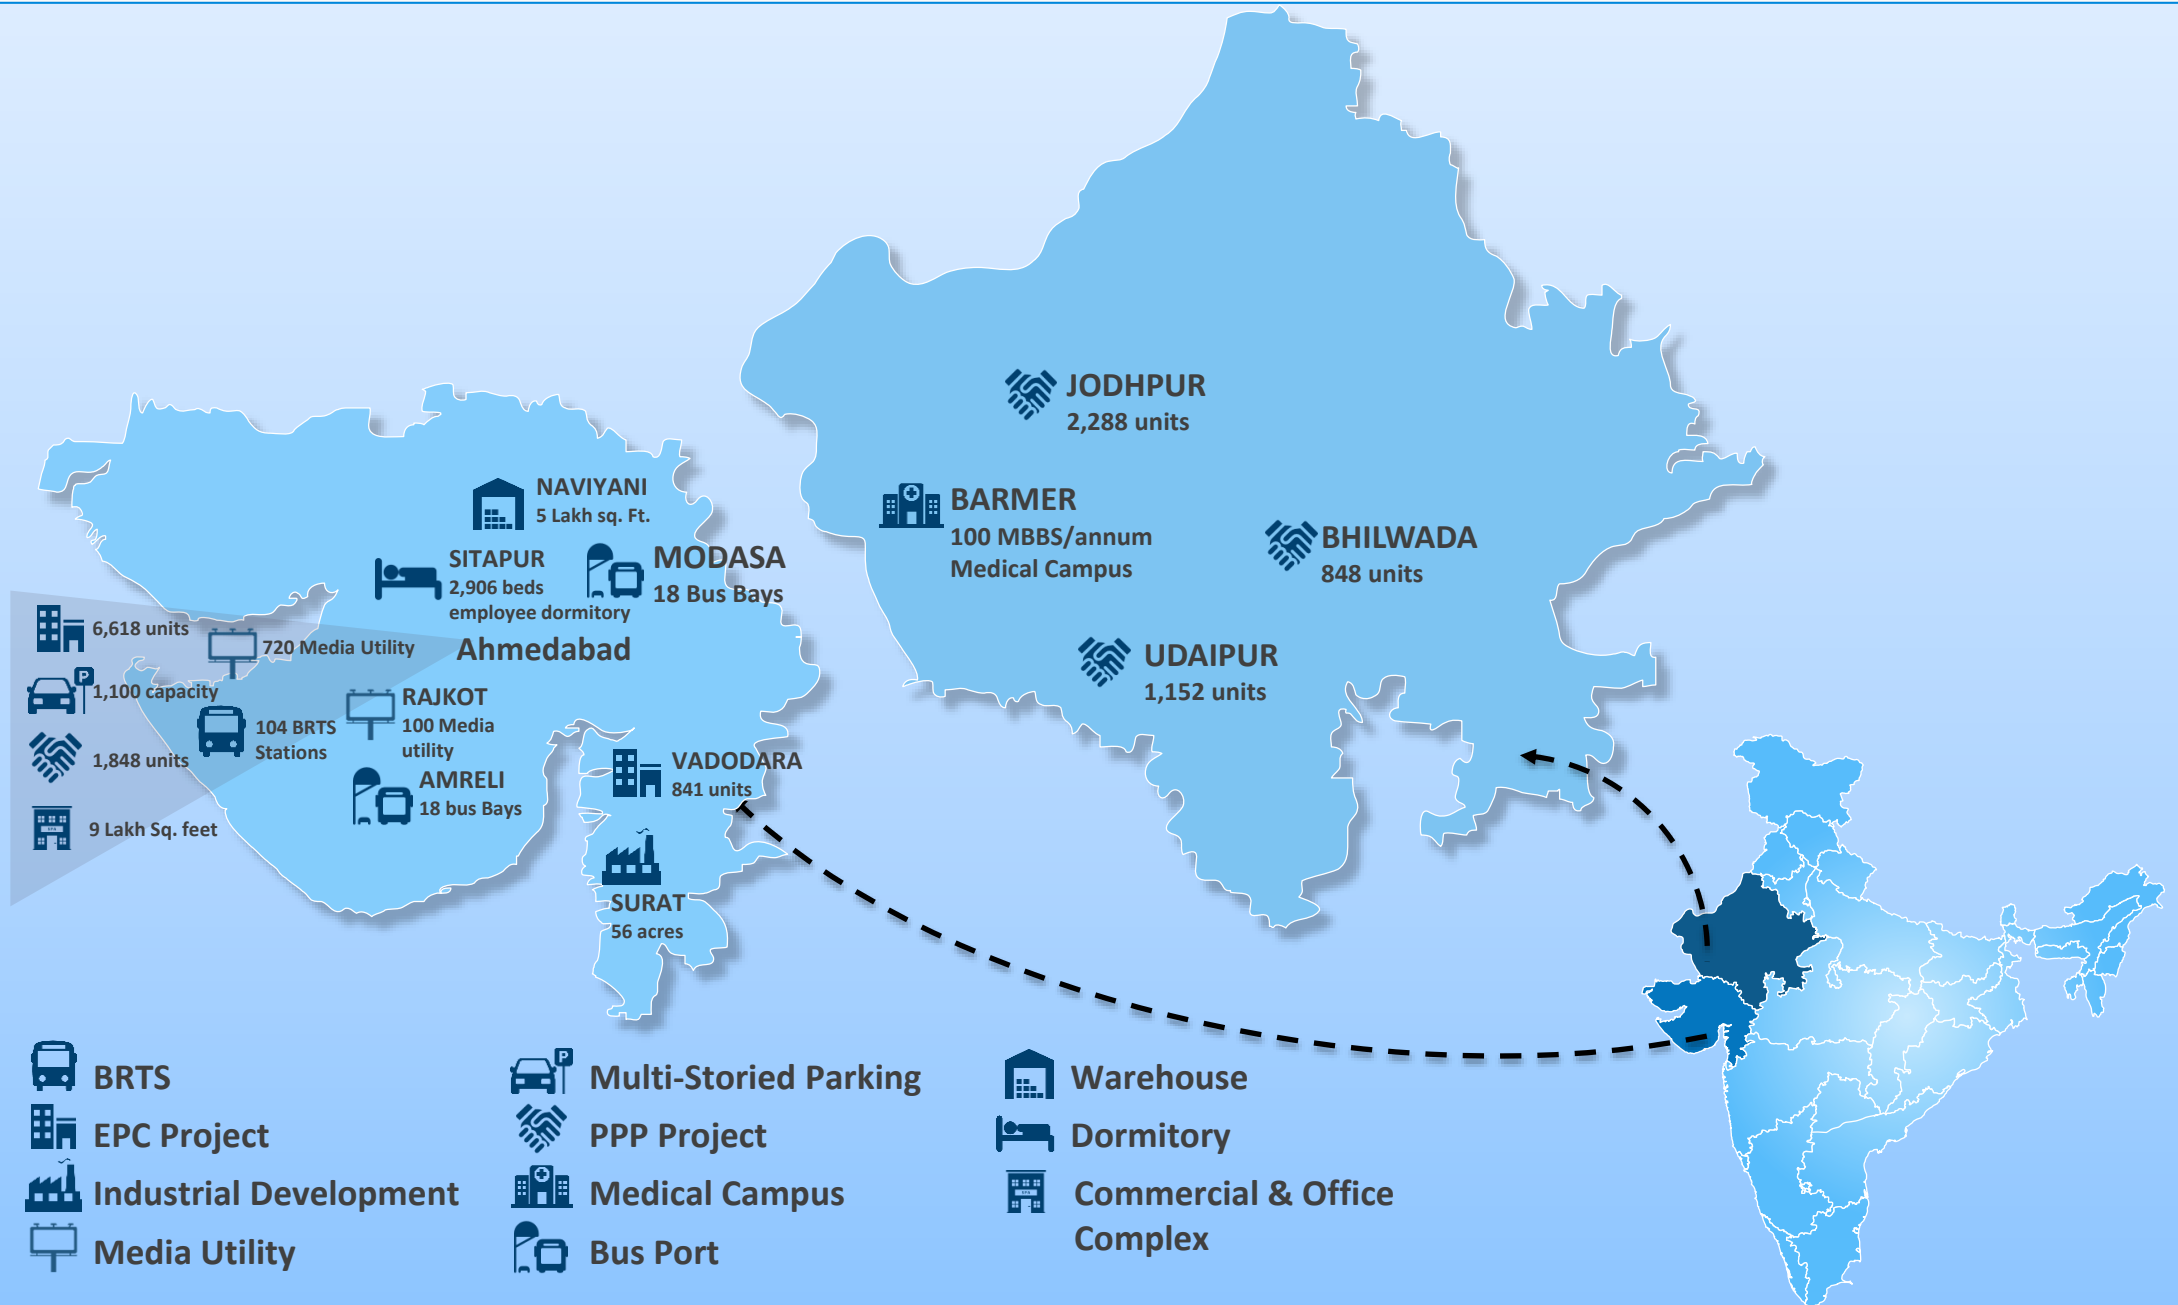 JODHPUR
2,288 units
BARMER
100 MBBS/annum
Medical Campus
BHILWADA
848 units
UDAIPUR
1,152 units
NAVIYANI
5 Lakh sq. Ft.
SITAPUR
2,906 beds
employee dormitory
MODASA
18 Bus Bays
Ahmedabad
6,618 units
720 Media Utility
P
1,100 capacity
104 BRTS
Stations
1,848 units
9 Lakh Sq. feet
RAJKOT
100 Media
utility
AMRELI
18 bus Bays
VADODARA
841 units
SURAT
56 acres
BRTS
EPC Project
Industrial Development
Media Utility
P
Multi-Storied Parking
PPP Project
Medical Campus
Bus Port
Warehouse
Dormitory
Commercial & Office
Complex